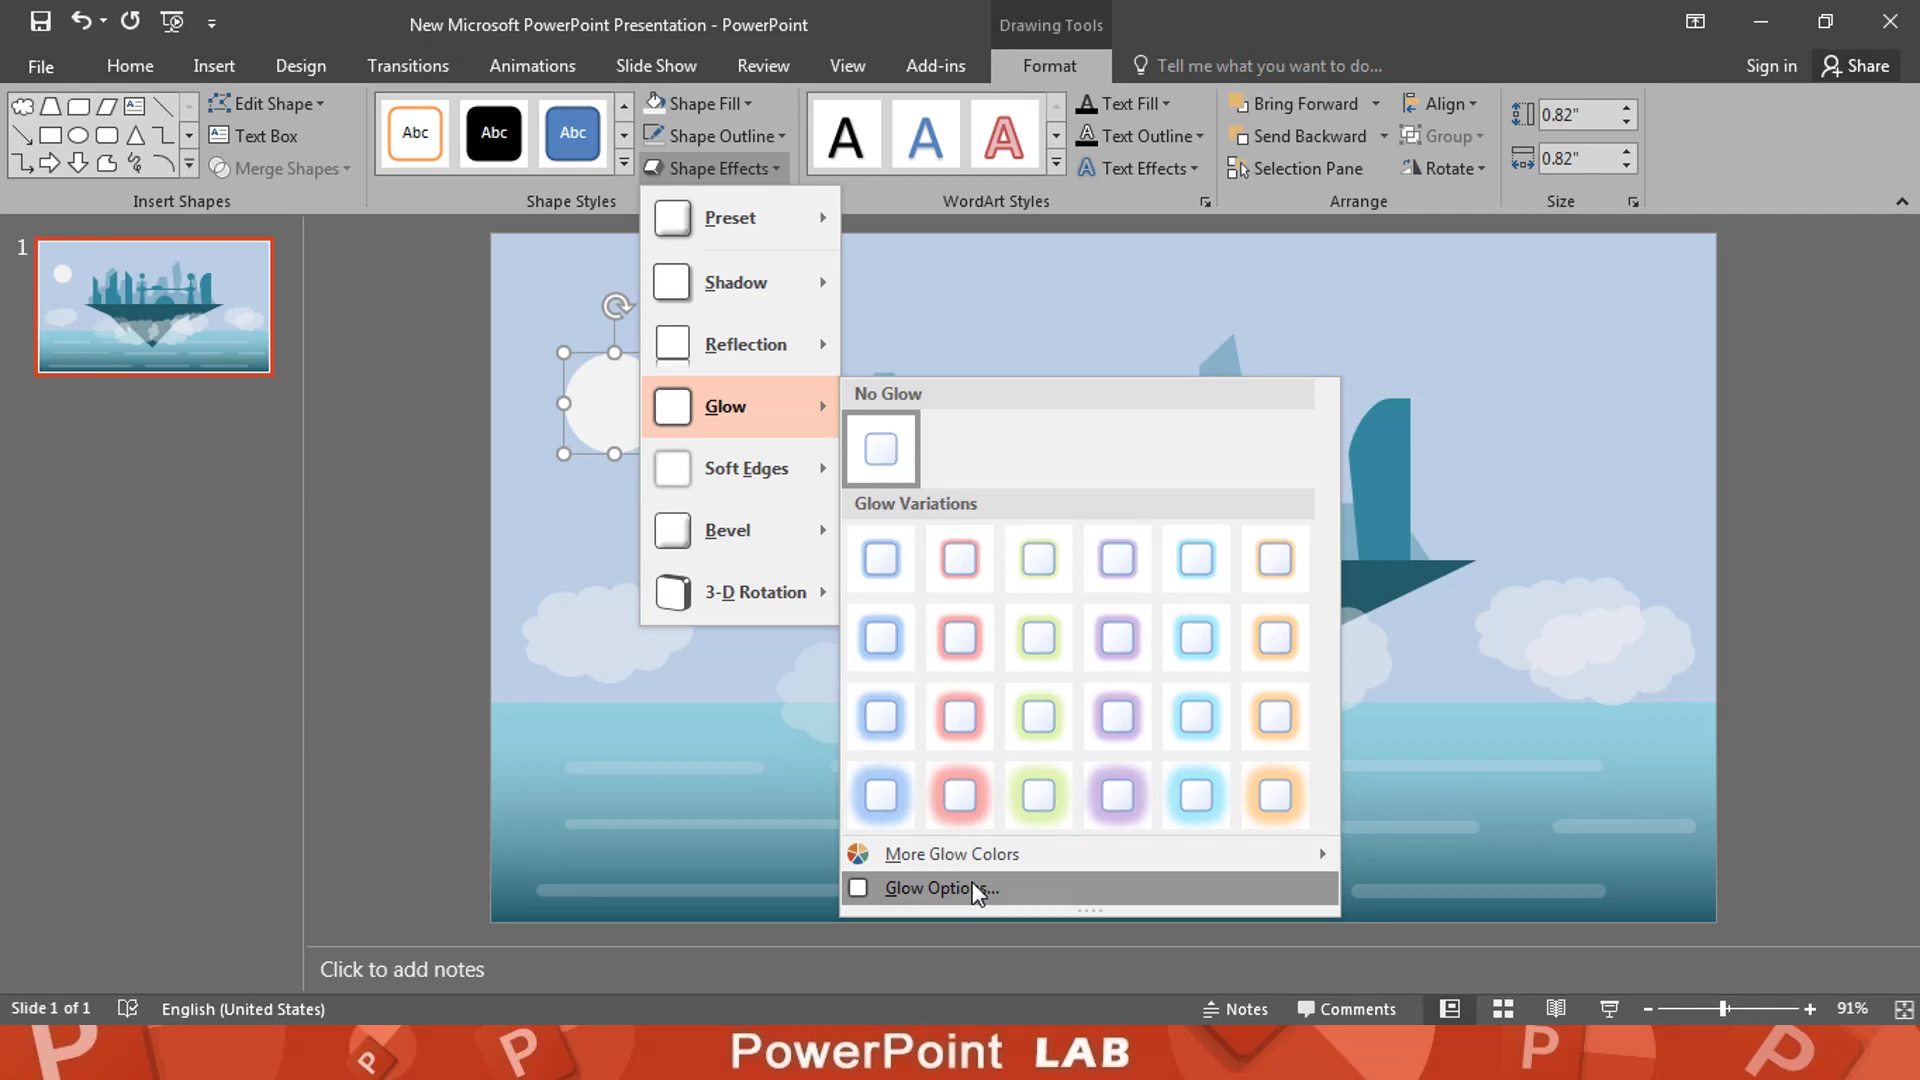 New Microsoft PowerPoint Presentation - PowerPoint
Drawing Tools
File Home Insert Design Transitions Animations Slide Show Review View Add-ins Format Tell me what you want to do... Sign in Share
Edit Shape
Text Box
Merge Shapes
Insert Shapes
Abc Abc Abc
Shape Fill
Shape Outline
Shape Effects
Shape Styles
A A A
Text Fill
Text Outline
Text Effects
WordArt Styles
Bring Forward
Send Backward
Selection Pane
Align
Group
Rotate
Arrange
0.82"
0.82"
Size
1
Preset
Shadow
Reflection
Glow
Soft Edges
Bevel
3-D Rotation
No Glow
Glow Variations
More Glow Colors
Glow Options...
Click to add notes
Slide 1 of 1 English (United States) Notes Comments 91%
PowerPoint LAB